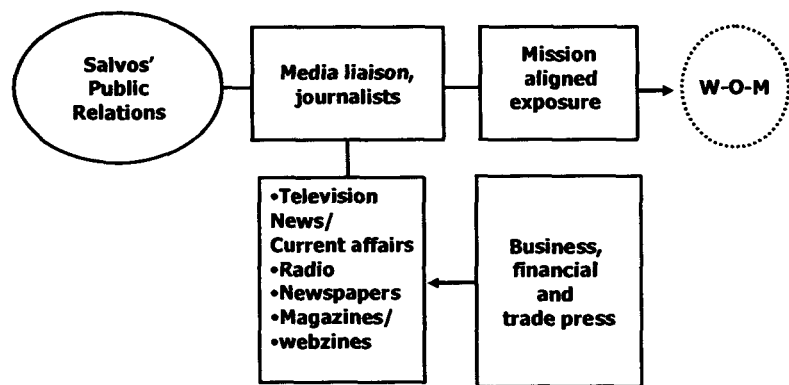 Salvos'
Public
Relations
Media liaison,
journalists
Mission
aligned
exposure
W-O-M
•Television
News/
Current affairs
•Radio
•Newspapers
•Magazines/
•webzines
Business,
financial
and
trade press